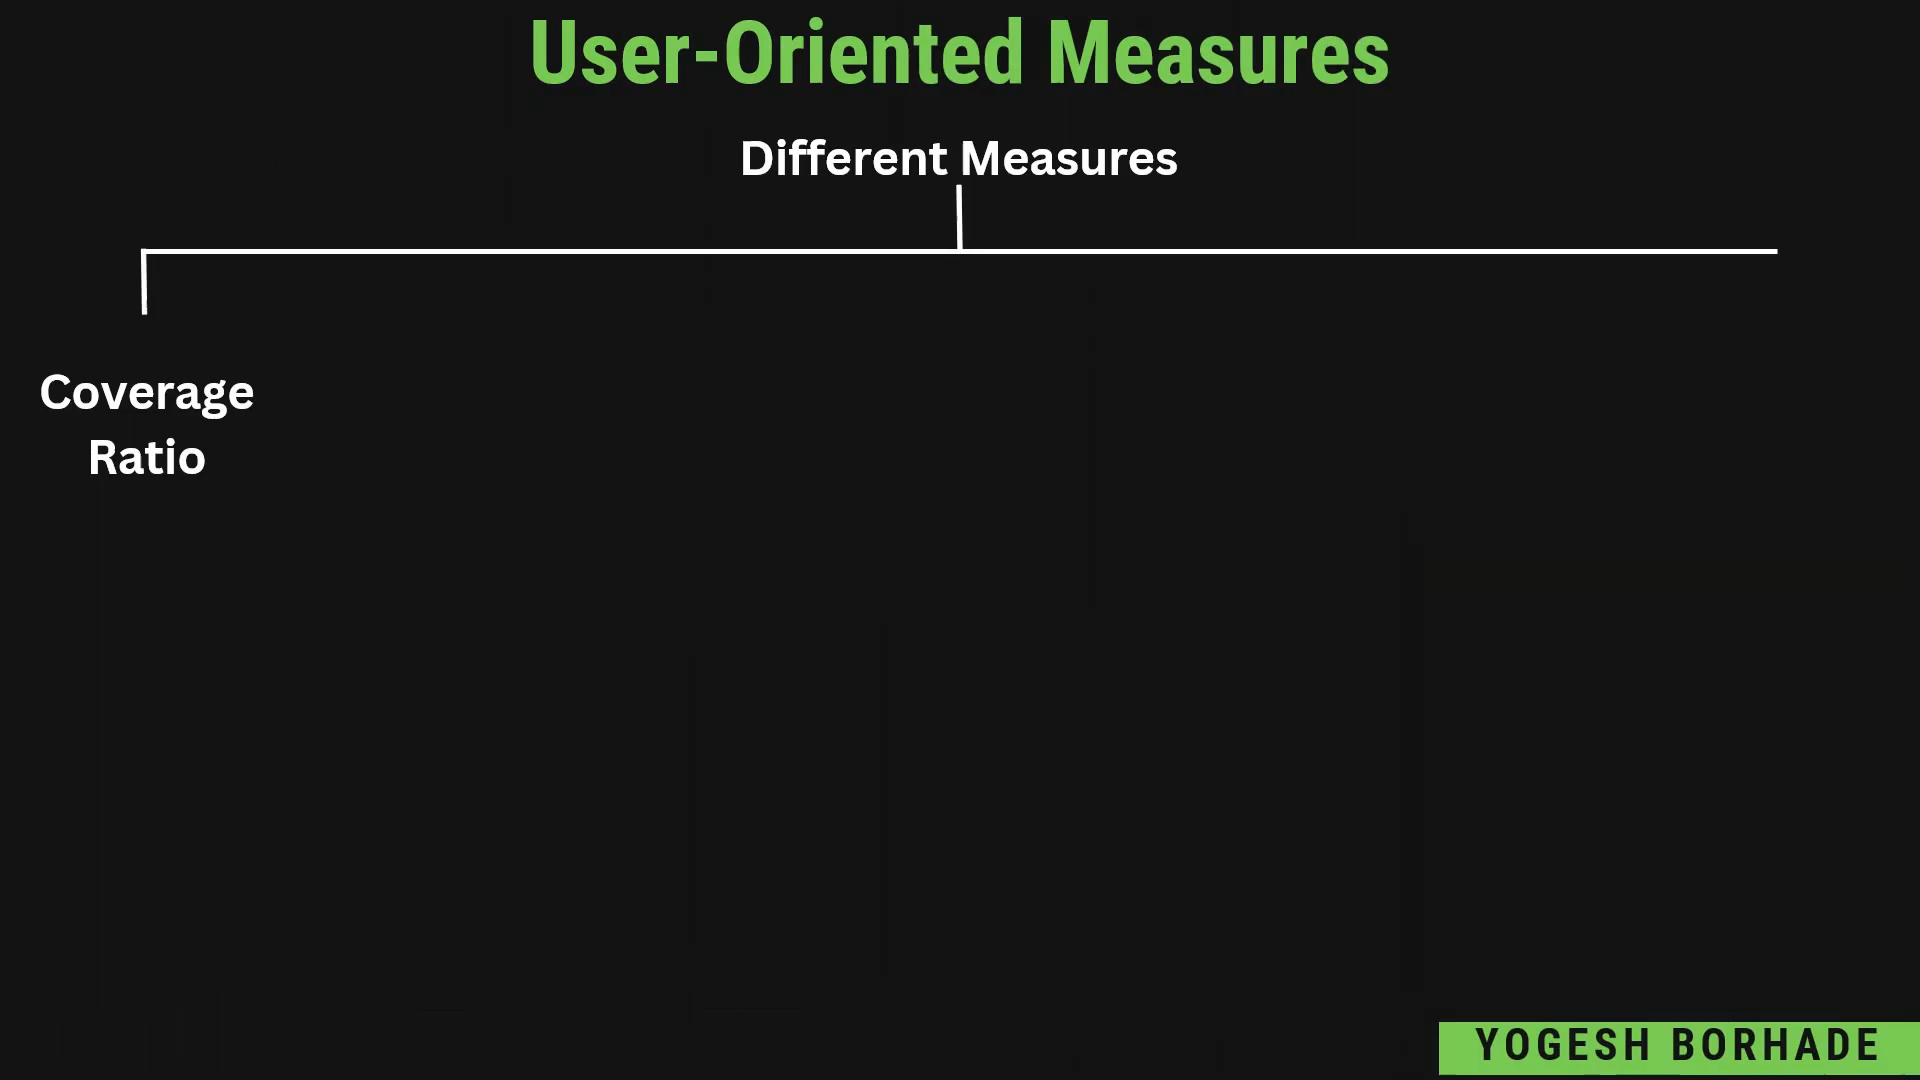 User-Oriented Measures
Different Measures
Coverage
Ratio
YOGESH BORHADE